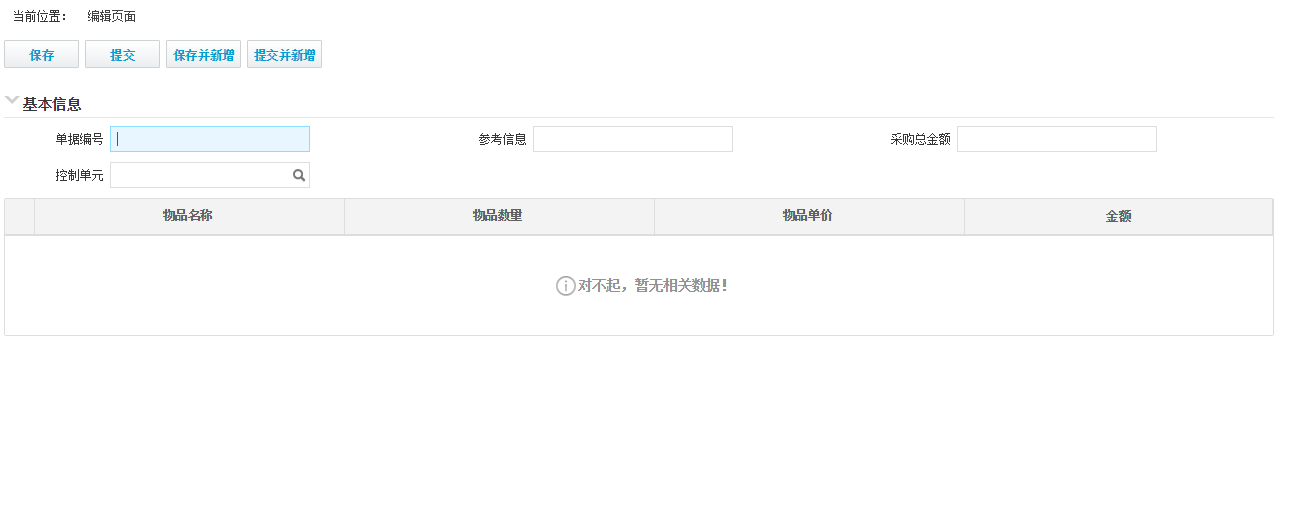 当前位置： 编辑页面
保存 提交 保存并新增 提交并新增
基本信息
单据编号 参考信息 采购总金额
控制单元
物品名称 物品数量 物品单价 金额
对不起，暂无相关数据！